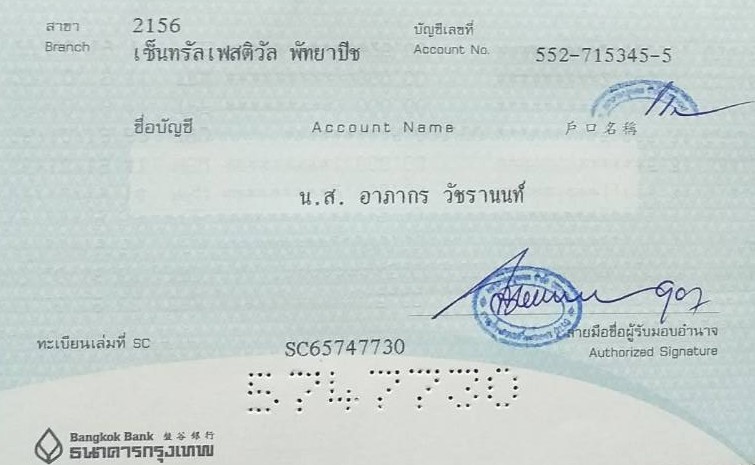 สาขา 2156 บัญชีเลขที่
Branch เซ็นทรัลเฟสติวัล พัทยาบีช Account No. 552-715345-5
ชื่อบัญชี Account Name 戶口名稱
น.ส. อาภากร วัชรานนท์
ลายมือชื่อผู้รับมอบอำนาจ
Authorized Signature
ทะเบียนเล่มที่ SC SC65747730
5747730
Bangkok Bank 盤谷銀行
ธนาคารกรุงเทพ